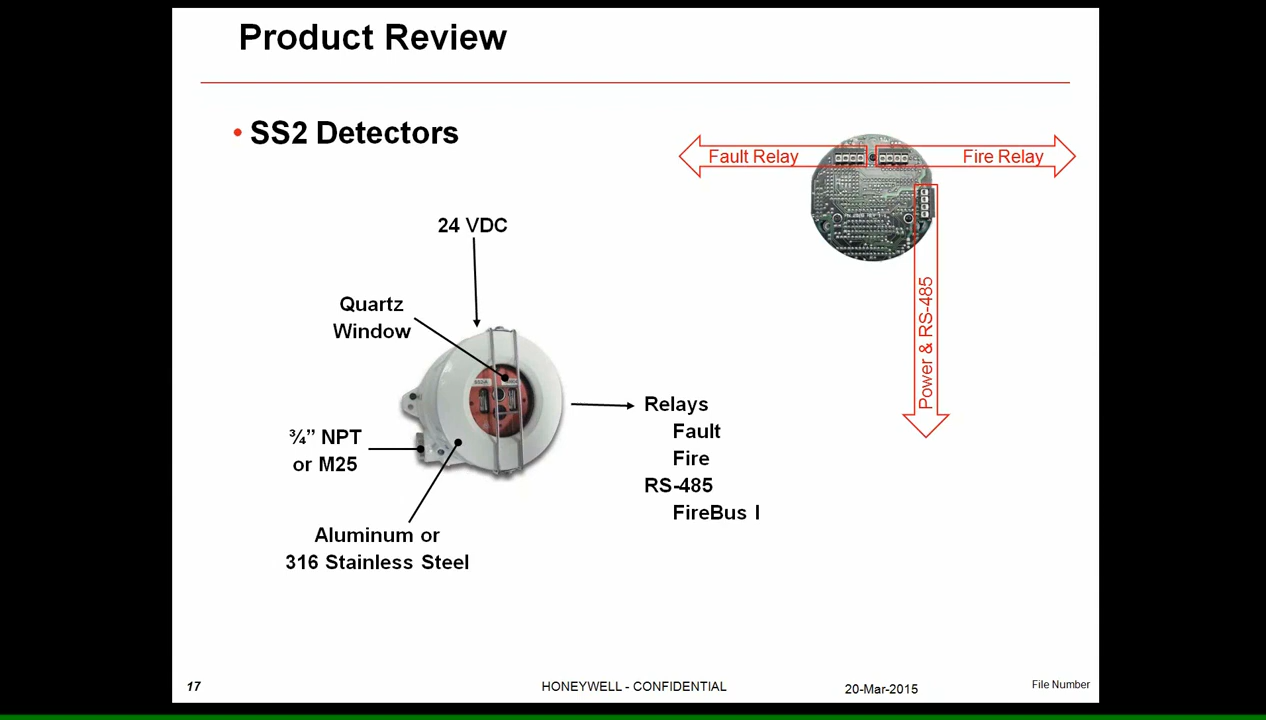 Product Review
• SS2 Detectors
Fault Relay
Fire Relay
Power & RS-485
24 VDC
Quartz
Window
¾” NPT
or M25
Aluminum or
316 Stainless Steel
Relays
Fault
Fire
RS-485
FireBus I
17
HONEYWELL - CONFIDENTIAL
20-Mar-2015
File Number